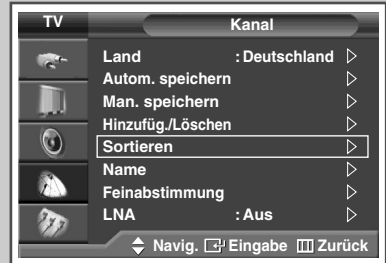 TV Kanal
Land : Deutschland
Autom. speichern
Man. speichern
Hinzufüg./Löschen
Sortieren
Name
Feinabstimmung
LNA : Aus
Navig. Eingabe Zurück